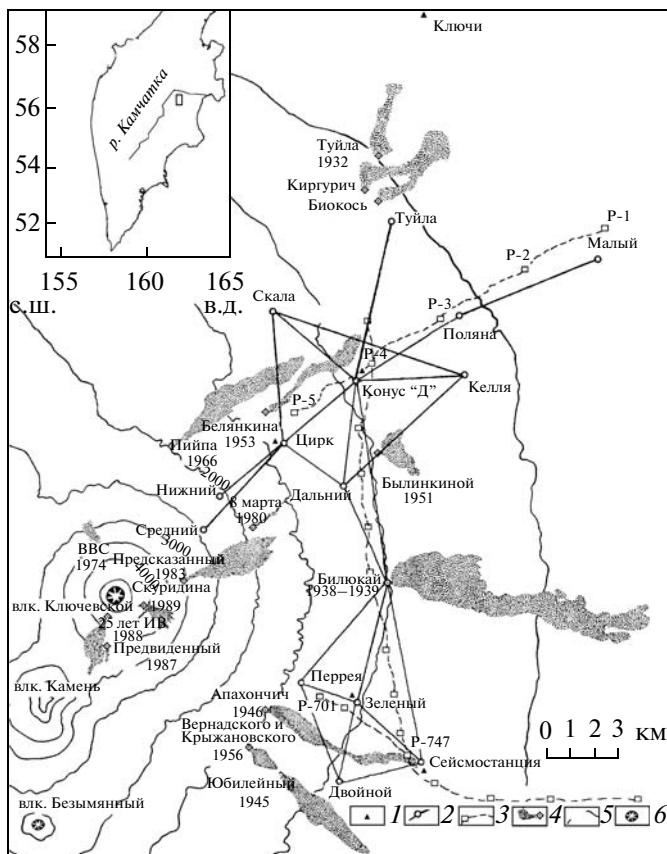 58
56
54
52
155
160
165
с.ш.
в.д.
р. Камчатка
Ключи
Туйла
1932
Киргурич
Биокось
Туйла
Р-1
Малый
Р-2
Р-3
Поляна
Скала
Р-4
Конус “Д”
Келля
Р-5
Белянкина
1953
Цирк
Пийпа
1966
2000
Былинкиной
1951
Нижний
Дальний
8 марта
1980
Средний
3000
ВВС
1974
Предсказанный
1983
4000
Скуридина
1989
Билюкай
1938–1939
влк. Ключевской
25 лет ИВ
1988
Предвиденный
1987
Перрея
влк. Камень
Апахончич
1946
Р-701
Зеленый
Вернадского и
Крыжановского
1956
Р-747
Сейсмостанция
0 1 2 3 км
Юбилейный
1945
Двойной
влк. Безымянный
1 2 3 4 5 6